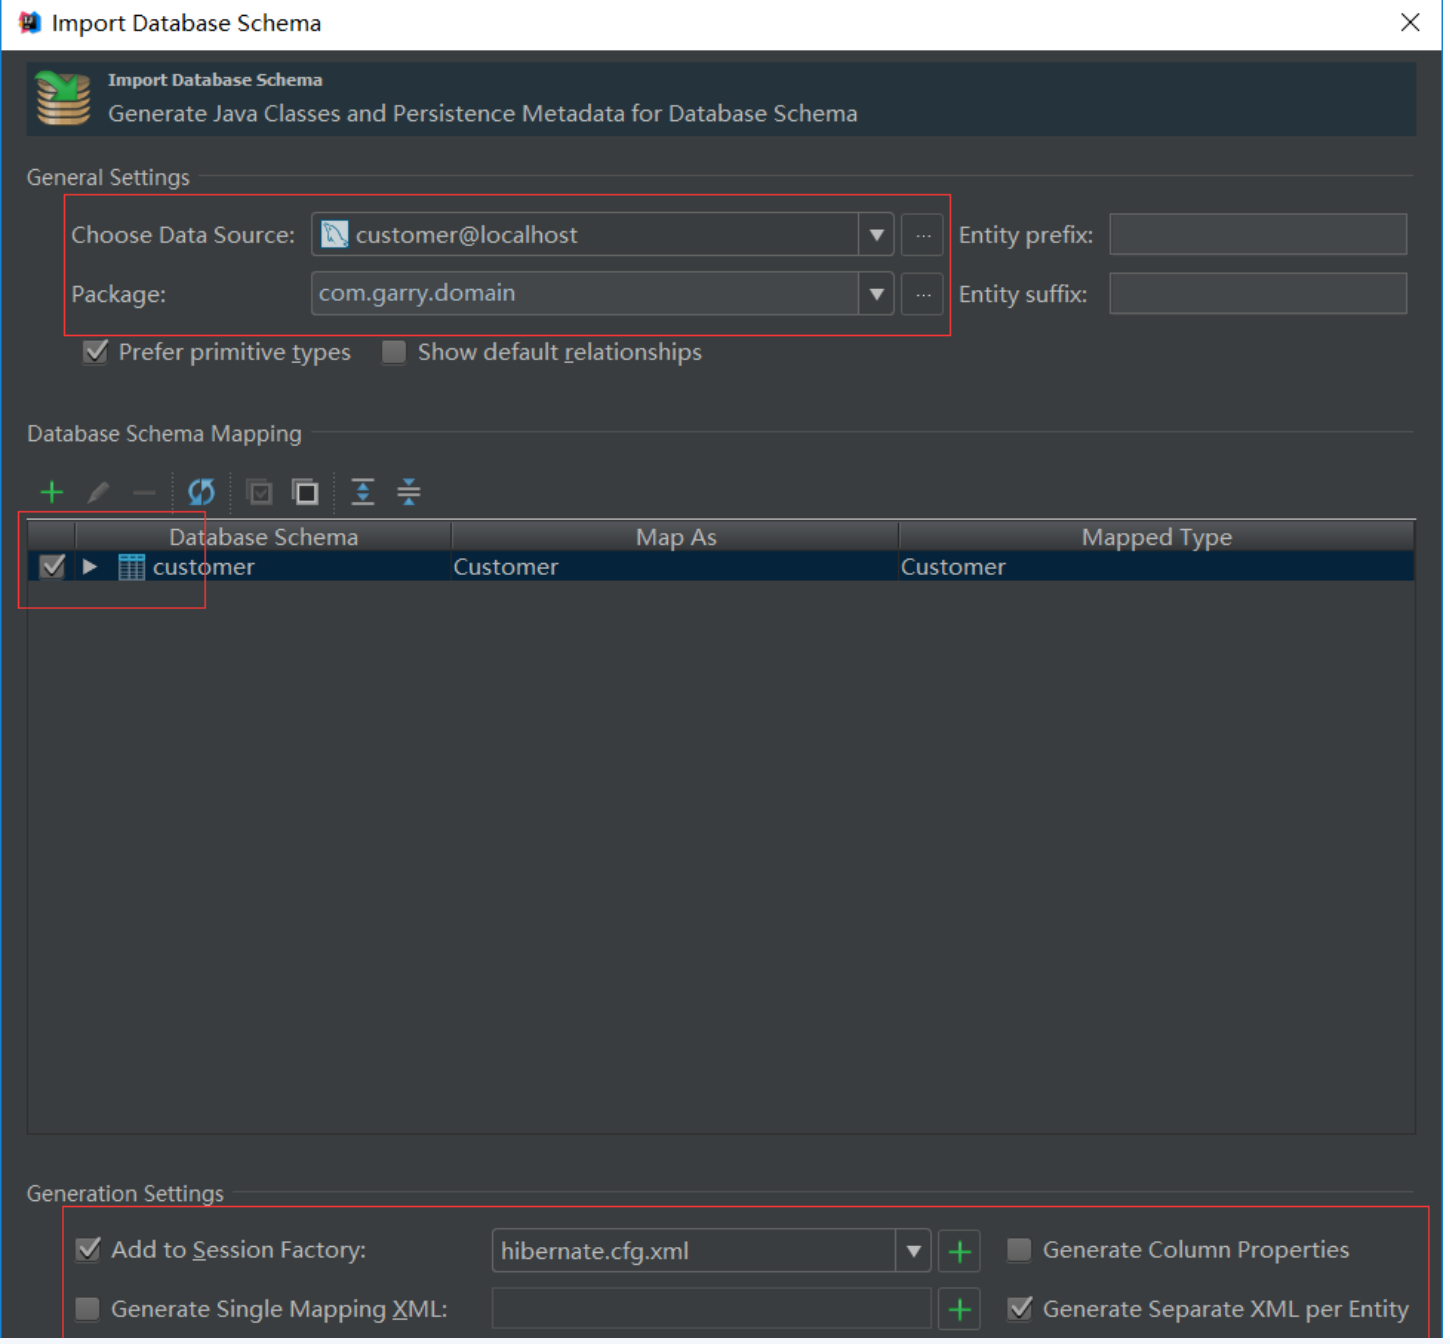 Import Database Schema
Import Database Schema
Generate Java Classes and Persistence Metadata for Database Schema
General Settings
Choose Data Source: customer@localhost ... Entity prefix:
Package: com.garry.domain ... Entity suffix:
Prefer primitive types Show default relationships
Database Schema Mapping
Database Schema Map As Mapped Type
customer Customer Customer
Generation Settings
Add to Session Factory: hibernate.cfg.xml Generate Column Properties
Generate Single Mapping XML: Generate Separate XML per Entity